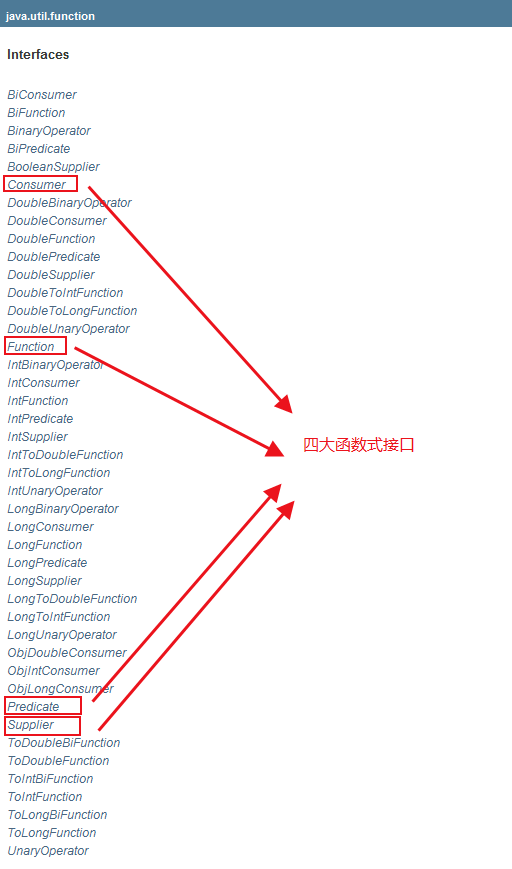 java.util.function
Interfaces
BiConsumer
BiFunction
BinaryOperator
BiPredicate
BooleanSupplier
Consumer
DoubleBinaryOperator
DoubleConsumer
DoubleFunction
DoublePredicate
DoubleSupplier
DoubleToIntFunction
DoubleToLongFunction
DoubleUnaryOperator
Function
IntBinaryOperator
IntConsumer
IntFunction
IntPredicate
四大函数式接口
IntSupplier
IntToDoubleFunction
IntToLongFunction
IntUnaryOperator
LongBinaryOperator
LongConsumer
LongFunction
LongPredicate
LongSupplier
LongToDoubleFunction
LongToIntFunction
LongUnaryOperator
ObjDoubleConsumer
ObjIntConsumer
ObjLongConsumer
Predicate
Supplier
ToDoubleBiFunction
ToDoubleFunction
ToIntBiFunction
ToIntFunction
ToLongBiFunction
ToLongFunction
UnaryOperator